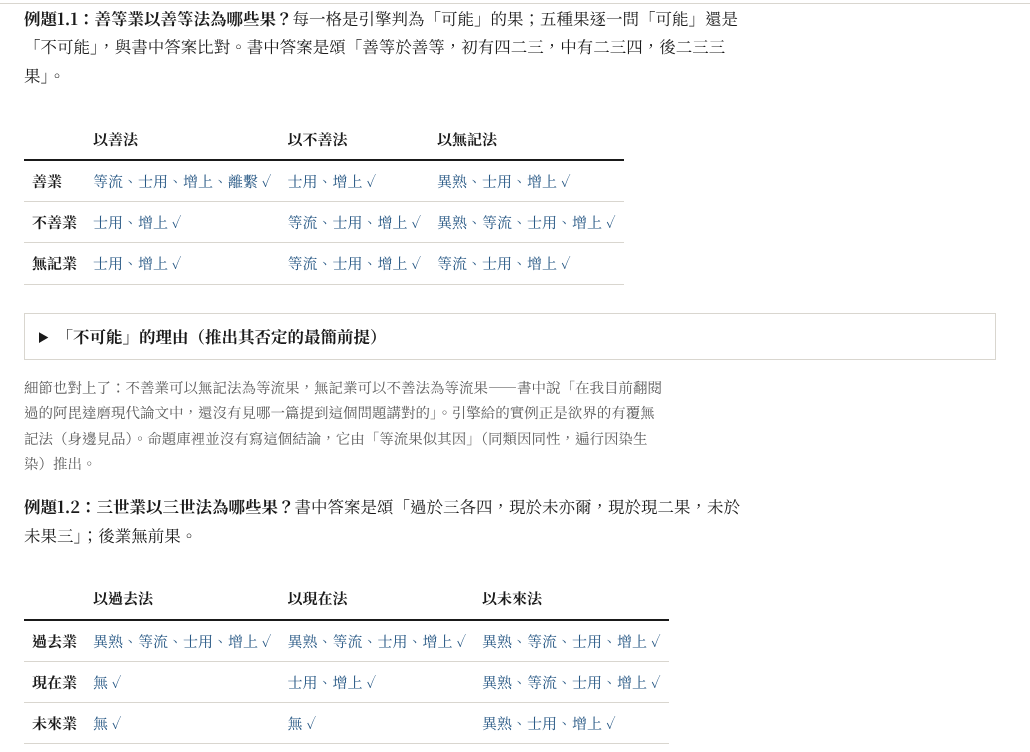 例題1.1：善等業以善等法為哪些果？每一格是引擎判為「可能」的果；五種果逐一問「可能」還是
「不可能」，與書中答案比對。書中答案是頌「善等於善等，初有四二三，中有二三四，後二三三
果」。
以善法 以不善法 以無記法
善業 等流、士用、增上、離繫 ✓ 士用、增上 ✓ 異熟、士用、增上 ✓
不善業 士用、增上 ✓ 等流、士用、增上 ✓ 異熟、等流、士用、增上 ✓
無記業 士用、增上 ✓ 等流、士用、增上 ✓ 等流、士用、增上 ✓
▶ 「不可能」的理由（推出其否定的最簡前提）
細節也對上了：不善業可以無記法為等流果，無記業可以不善法為等流果——書中說「在我目前翻閱
過的阿毘達磨現代論文中，還沒有見哪一篇提到這個問題講對的」。引擎給的實例正是欲界的有覆無
記法（身邊見品）。命題庫裡並沒有寫這個結論，它由「等流果似其因」（同類因同性，遍行因染生
染）推出。
例題1.2：三世業以三世法為哪些果？書中答案是頌「過於三各四，現於未亦爾，現於現二果，未於
未果三」；後業無前果。
以過去法 以現在法 以未來法
過去業 異熟、等流、士用、增上 ✓ 異熟、等流、士用、增上 ✓ 異熟、等流、士用、增上 ✓
現在業 無 ✓ 士用、增上 ✓ 異熟、等流、士用、增上 ✓
未來業 無 ✓ 無 ✓ 異熟、士用、增上 ✓